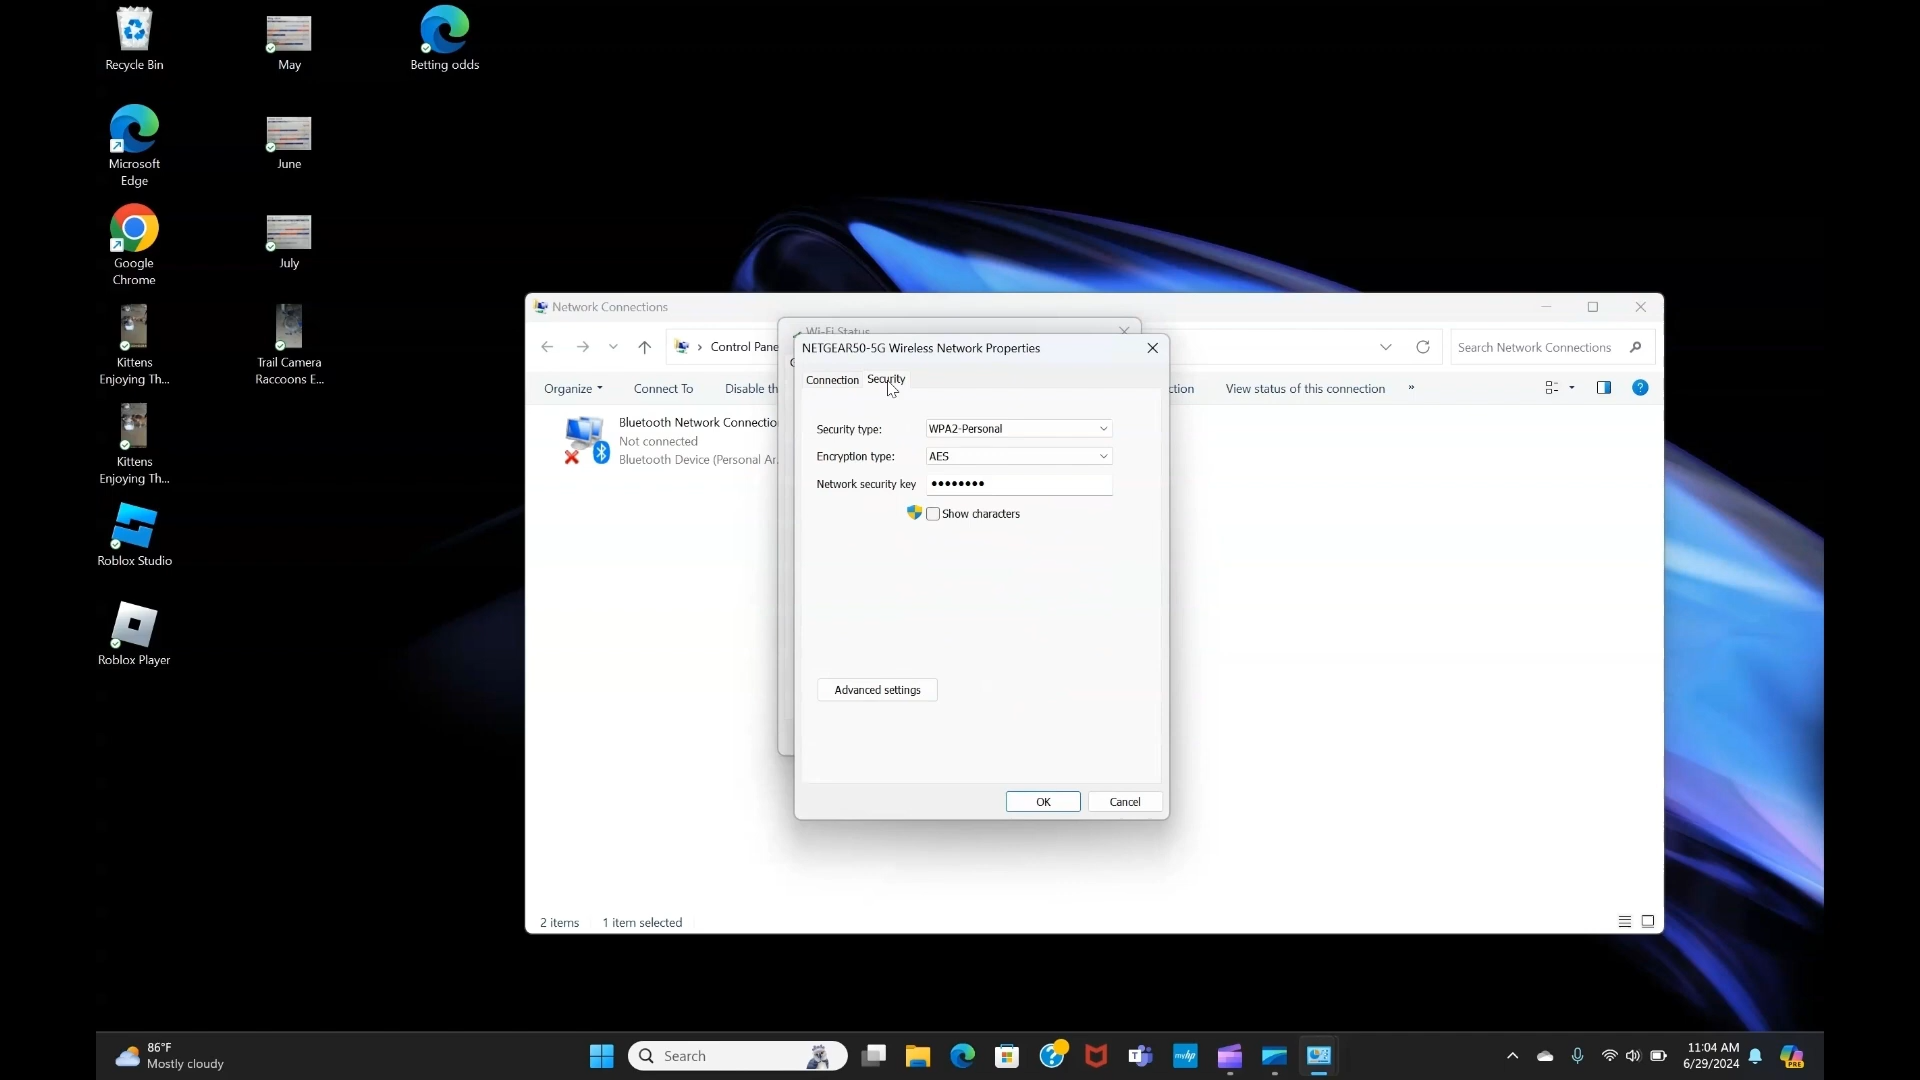 Recycle Bin
May
Betting odds
Microsoft
Edge
June
Google
Chrome
July
Kittens
Enjoying Th...
Trail Camera
Raccoons E...
Kittens
Enjoying Th...
Roblox Studio
Roblox Player
Network Connections
Control Pane
Search Network Connections
Organize
Connect To
Disable th
ction
View status of this connection
»
Bluetooth Network Connectio
Not connected
Bluetooth Device (Personal Ar.
Wi-Fi Status
NETGEAR50-5G Wireless Network Properties
Connection
Security
Security type:
WPA2-Personal
Encryption type:
AES
Network security key
••••••••
Show characters
Advanced settings
OK
Cancel
2 items
1 item selected
86°F
Mostly cloudy
Search
myhp
PRE
11:04 AM
6/29/2024